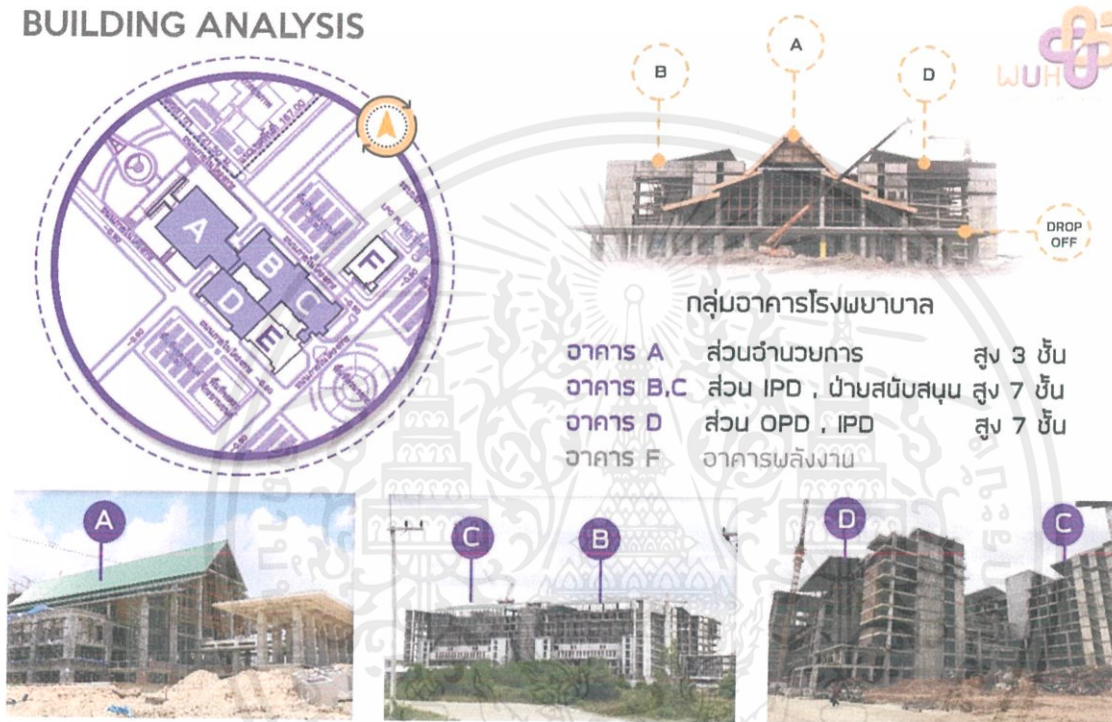 BUILDING ANALYSIS
A
B
D
DROP
OFF
WUH
A
B
C
D
E
F
กลุ่มอาคารโรงพยาบาล
อาคาร A ส่วนอำนวยการ สูง 3 ชั้น
อาคาร B,C ส่วน IPD , ฝ่ายสนับสนุน สูง 7 ชั้น
อาคาร D ส่วน OPD , IPD สูง 7 ชั้น
อาคาร F อาคารพลังงาน
A
C
B
D
C